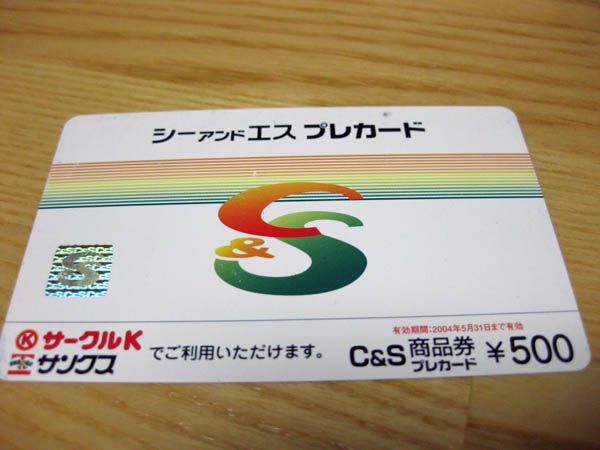 シーアンドエス プレカード
C&S
S
有効期間:2004年5月31日まで有効
K サークルK
サンクス
でご利用いただけます。
C&S 商品券 プレカード ¥500